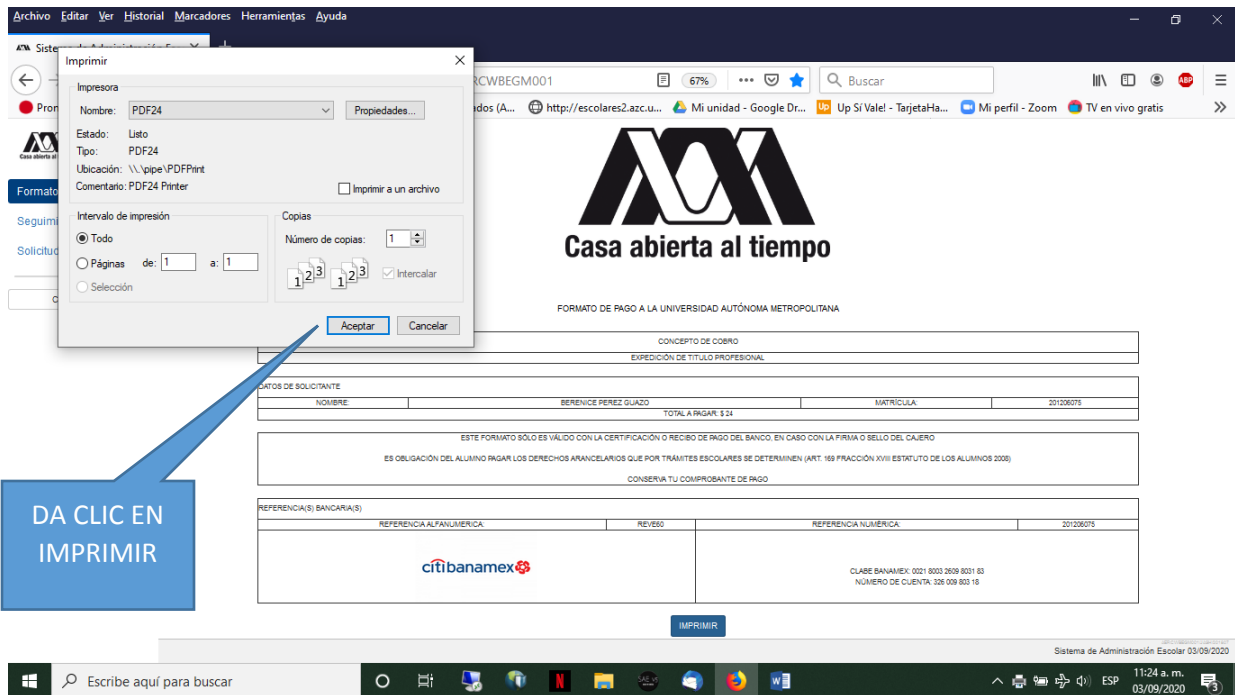 Archivo Editar Ver Historial Marcadores Herramientas Ayuda
Imprimir
Impresora
Nombre: PDF24 Propiedades...
Estado: Listo
Tipo: PDF24
Ubicación: \\.\pipe\PDFPrint
Comentario: PDF24 Printer
Imprimir a un archivo
Intervalo de impresión
Todo
Páginas de: 1 a: 1
Selección
Copias
Número de copias: 1
1 2 3 1 2 3 Intercalar
Aceptar Cancelar
RCWBEGM001 67% Buscar ABP
http://escolares2.azc.u... Mi unidad - Google Dr... Up Up Sí Vale! - TarjetaHa... Mi perfil - Zoom TV en vivo gratis
Casa abierta al tiempo
FORMATO DE PAGO A LA UNIVERSIDAD AUTÓNOMA METROPOLITANA
CONCEPTO DE COBRO
EXPEDICIÓN DE TITULO PROFESIONAL
DATOS DE SOLICITANTE
NOMBRE: BERENICE PEREZ GUAZO MATRÍCULA: 201206075
TOTAL A PAGAR: $ 24
ESTE FORMATO SÓLO ES VÁLIDO CON LA CERTIFICACIÓN O RECIBO DE PAGO DEL BANCO, EN CASO CON LA FIRMA O SELLO DEL CAJERO
ES OBLIGACIÓN DEL ALUMNO PAGAR LOS DERECHOS ARANCELARIOS QUE POR TRÁMITES ESCOLARES SE DETERMINEN (ART. 169 FRACCIÓN XVIII ESTATUTO DE LOS ALUMNOS 2008)
CONSERVA TU COMPROBANTE DE PAGO
REFERENCIA(S) BANCARIA(S)
REFERENCIA ALFANUMERICA: REVE60 REFERENCIA NUMÉRICA: 201206075
citibanamex
CLABE BANAMEX: 0021 8003 2609 8031 83
NÚMERO DE CUENTA: 326 009 803 18
IMPRIMIR
DA CLIC EN
IMPRIMIR
Sistema de Administración Escolar 03/09/2020
Escribe aquí para buscar
ESP 11:24 a. m.
03/09/2020 3